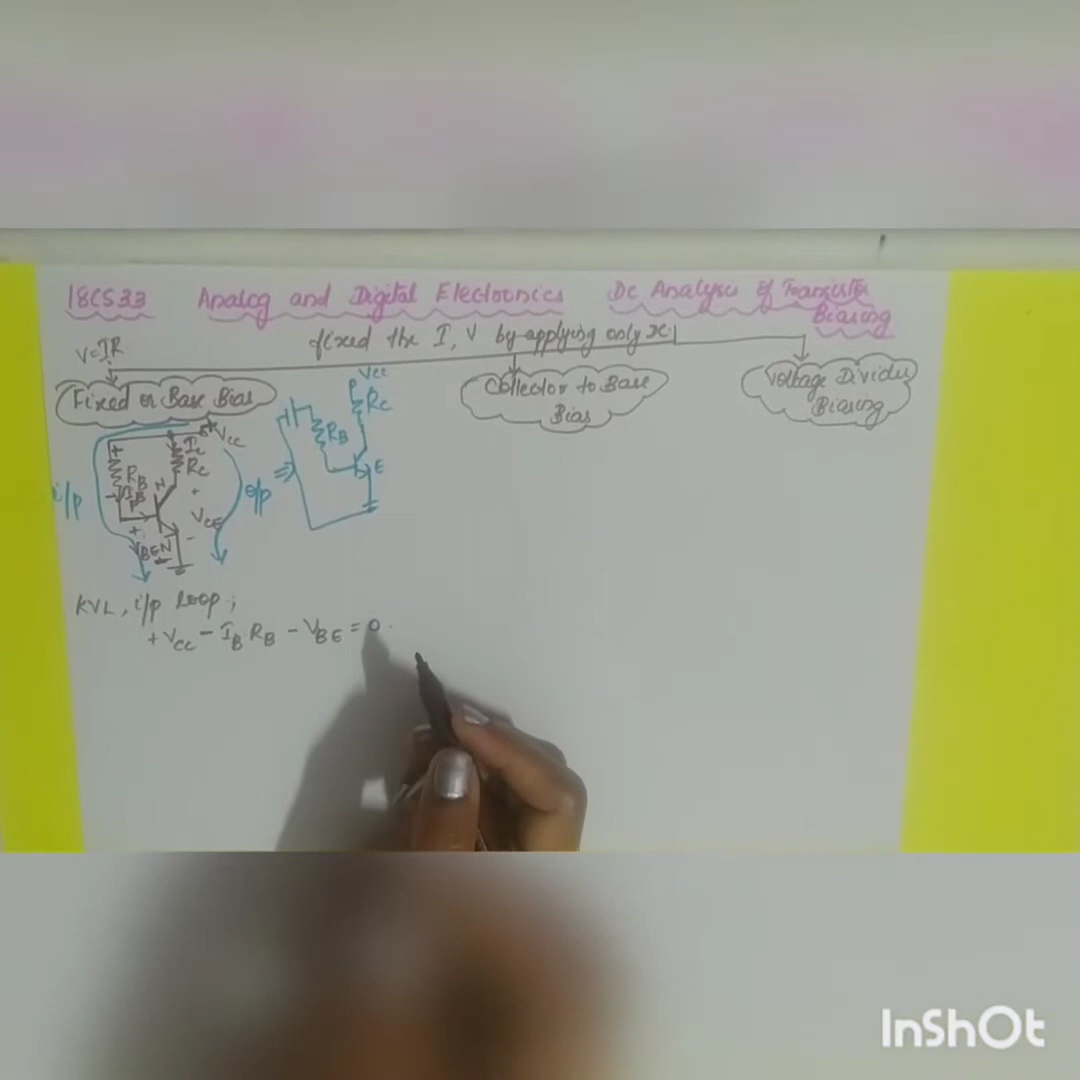 18CS33 Analog and Digital Electronics Dc Analysis of Transistor Biasing
fixed the I, V by applying only
V=IR
Fixed or Base Bias
Collector to Base
Bias
Voltage Divider
Biasing
VCC
IC
RC
RB
IB
+
N
P
N
+
VCE
-
+
VBE
-
i/p
o/p
⇒
VCC
RC
RB
E
KVL, i/p Loop;
+VCC - IB.RB - VBE = 0.
InShOt